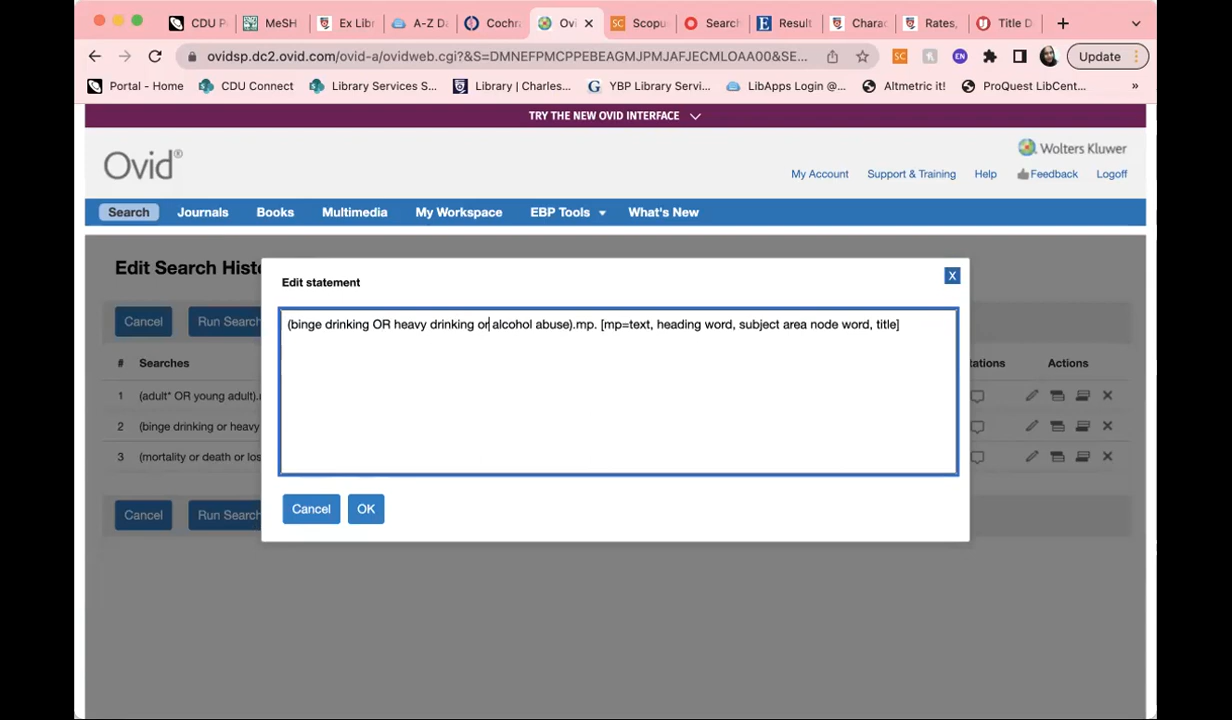 CDU P
MeSH
Ex Libr
A-Z Da
Cochra
Ovi
Scopu
Search
Result
Charac
Rates,
Title D
ovidsp.dc2.ovid.com/ovid-a/ovidweb.cgi?&S=DMNEFPMCPPEBEAGMJPMJAFJECMLOAA00&SE...
SC
EN
Update
Portal - Home
CDU Connect
Library Services S...
Library | Charles...
YBP Library Servi...
LibApps Login @...
Altmetric it!
ProQuest LibCent...
»
TRY THE NEW OVID INTERFACE
Ovid®
Wolters Kluwer
My Account
Support & Training
Help
Feedback
Logoff
Search
Journals
Books
Multimedia
My Workspace
EBP Tools
What's New
Edit Search Histo
Edit statement
X
(binge drinking OR heavy drinking or alcohol abuse).mp. [mp=text, heading word, subject area node word, title]
Cancel
Run Search
# Searches
tations
Actions
1 (adult* OR young adult).
2 (binge drinking or heavy
3 (mortality or death or los
Cancel
OK
Cancel
Run Search